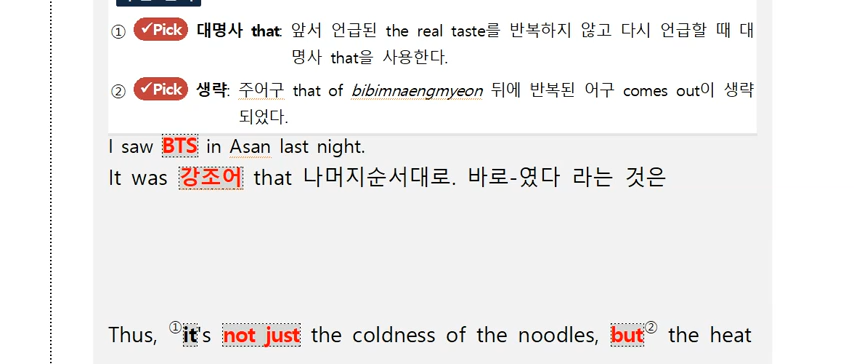 ① ✓Pick 대명사 that: 앞서 언급된 the real taste를 반복하지 않고 다시 언급할 때 대
명사 that을 사용한다.
② ✓Pick 생략: 주어구 that of bibimnaengmyeon 뒤에 반복된 어구 comes out이 생략
되었다.
I saw BTS in Asan last night.
It was 강조어 that 나머지순서대로. 바로-였다 라는 것은
Thus, ①it's not just the coldness of the noodles, but② the heat